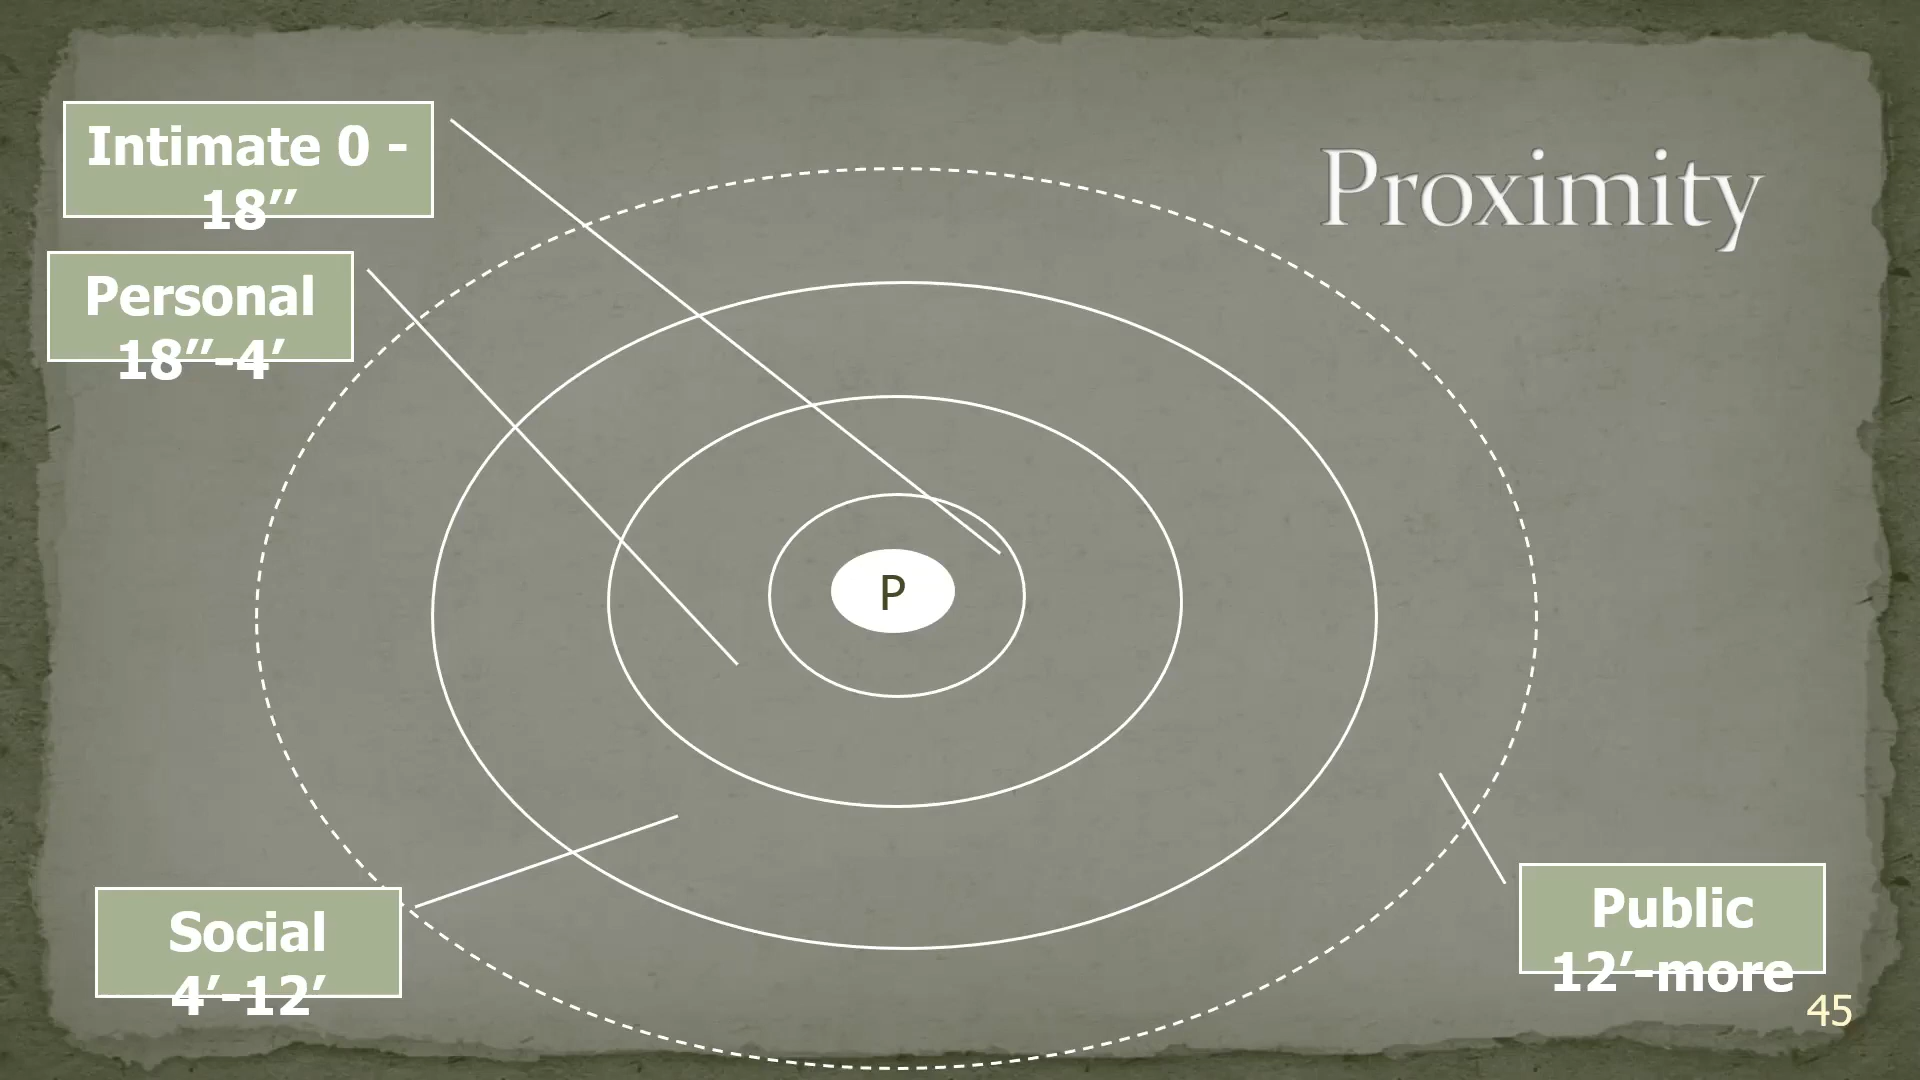 Proximity
Intimate 0 -
18″
Personal
18″-4′
P
Social
4′-12′
Public
12′-more
45